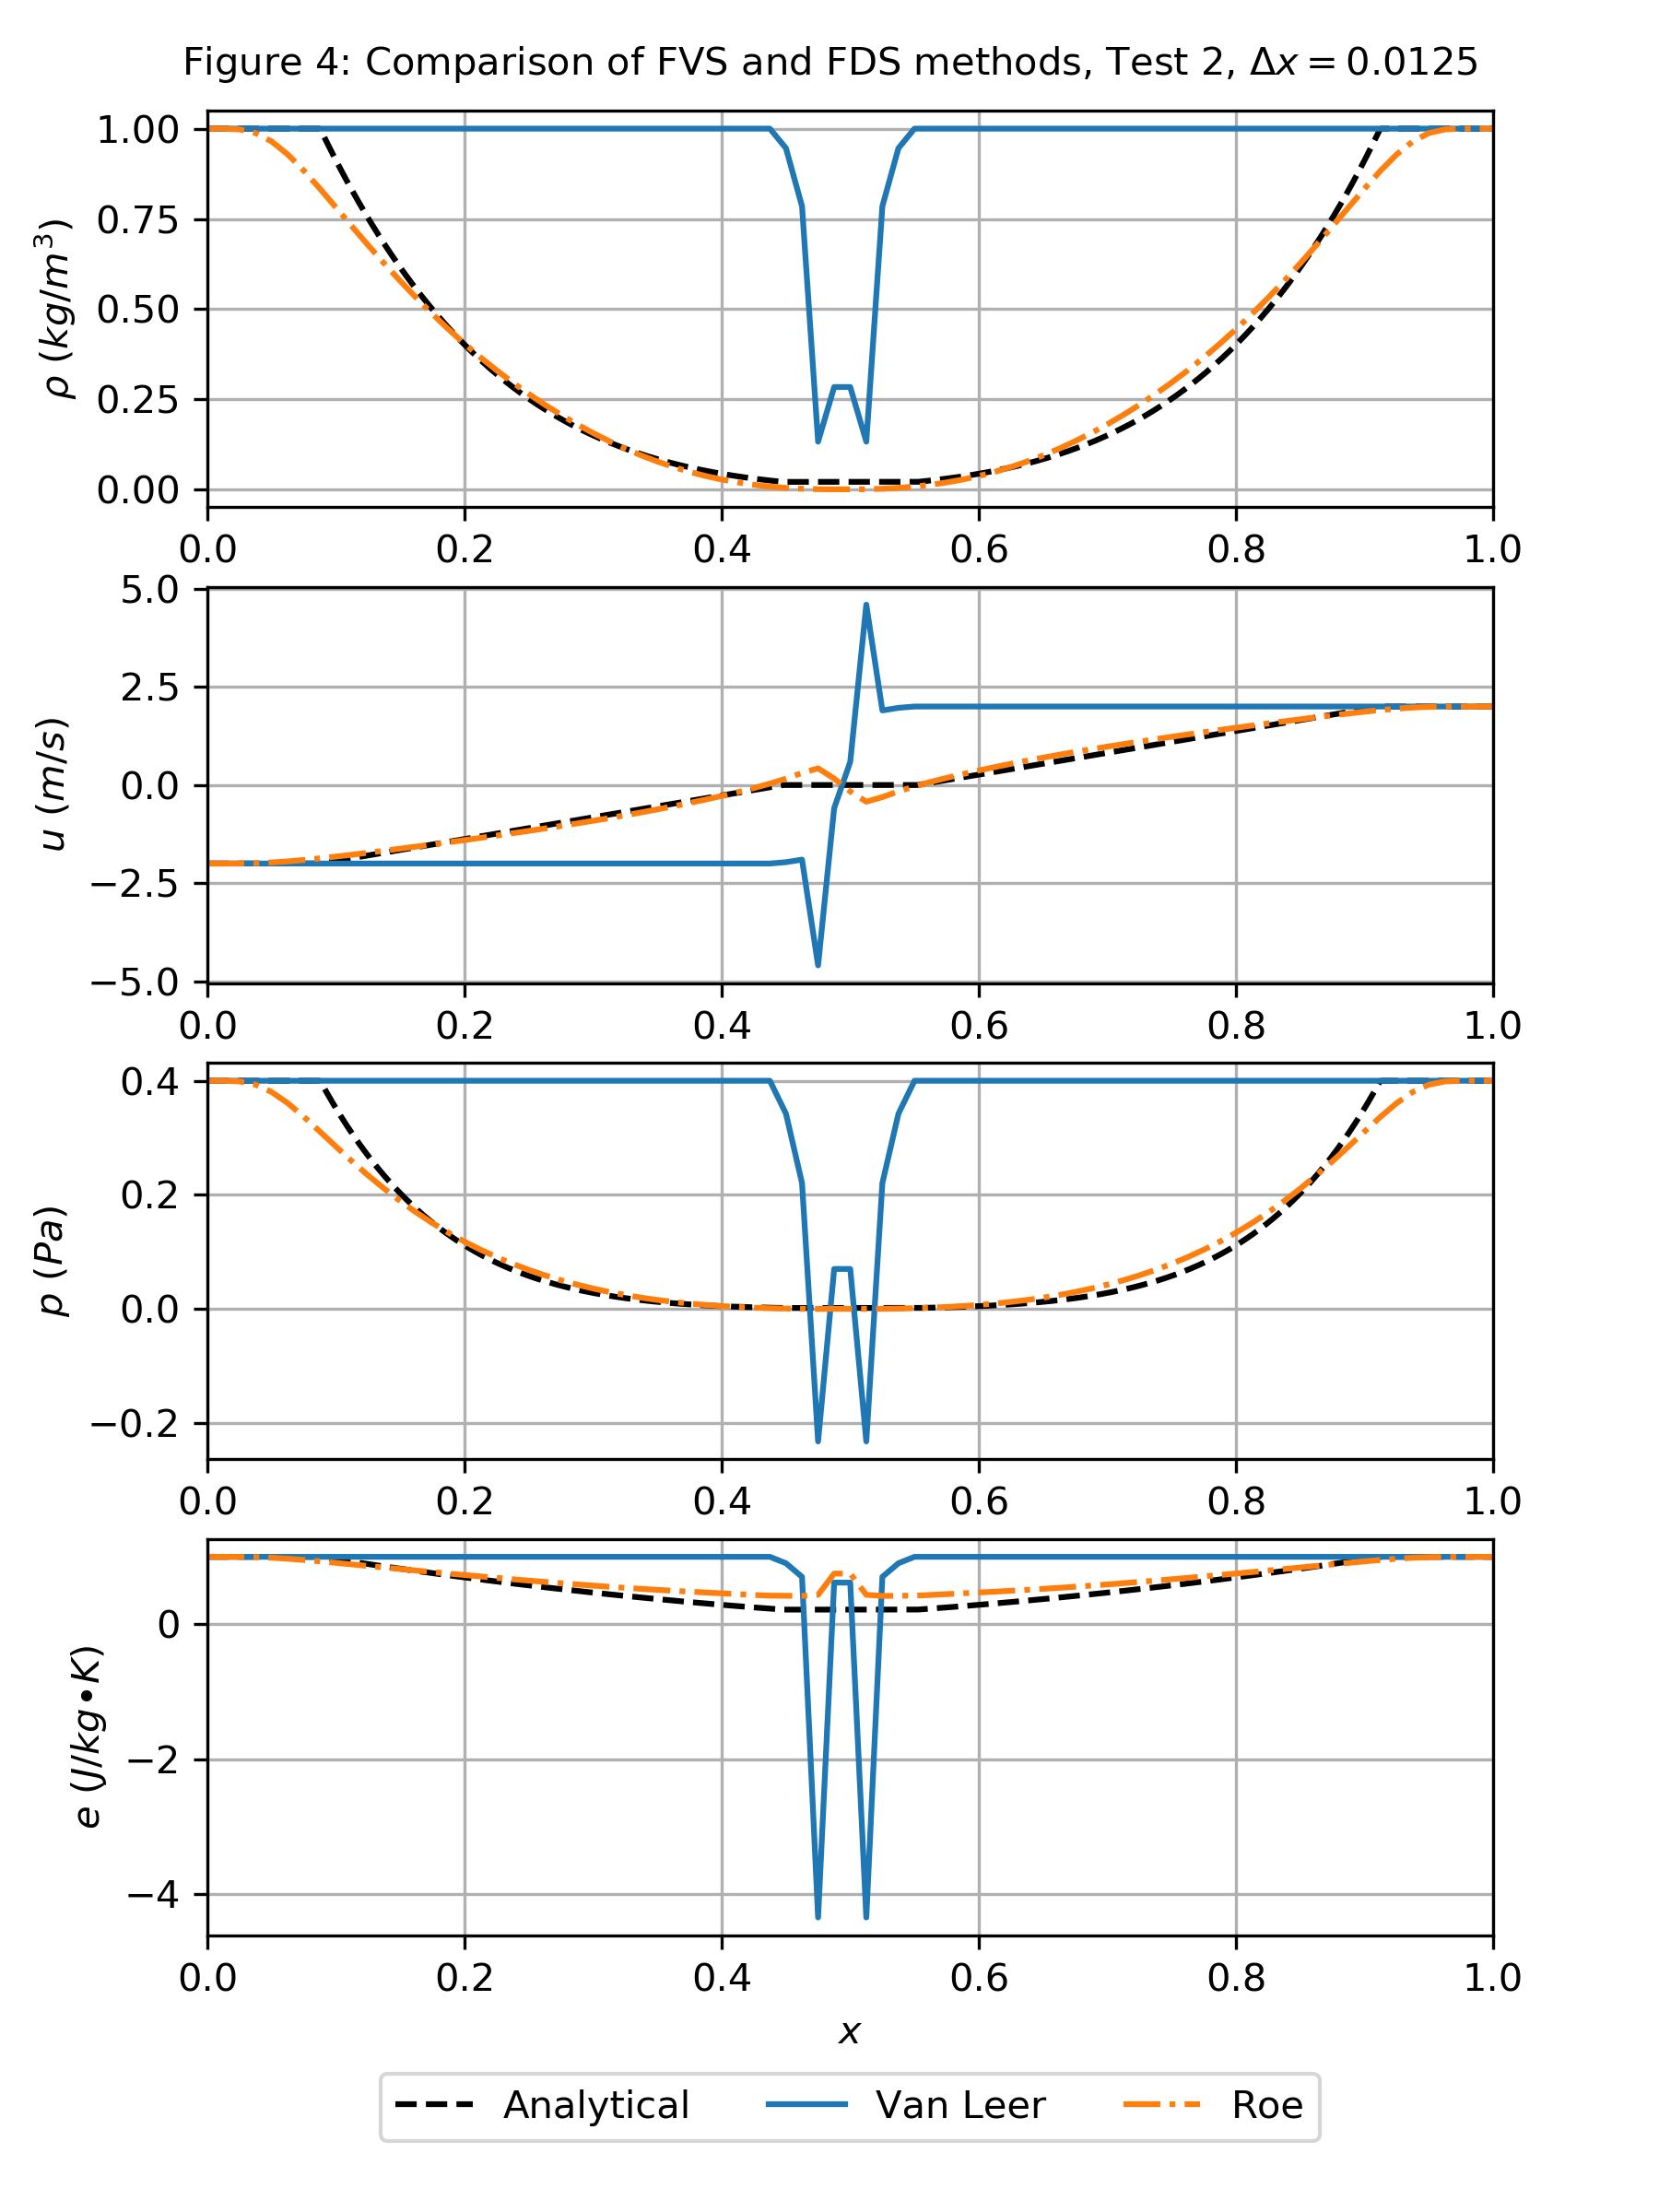 Figure 4: Comparison of FVS and FDS methods, Test 2, Δx = 0.0125
1.00
0.75
0.50
0.25
0.00
ρ (kg/m³)
0.0 0.2 0.4 0.6 0.8 1.0
5.0
2.5
0.0
−2.5
−5.0
u (m/s)
0.0 0.2 0.4 0.6 0.8 1.0
0.4
0.2
0.0
−0.2
p (Pa)
0.0 0.2 0.4 0.6 0.8 1.0
0
−2
−4
e (J/kg•K)
0.0 0.2 0.4 0.6 0.8 1.0
x
Analytical Van Leer Roe